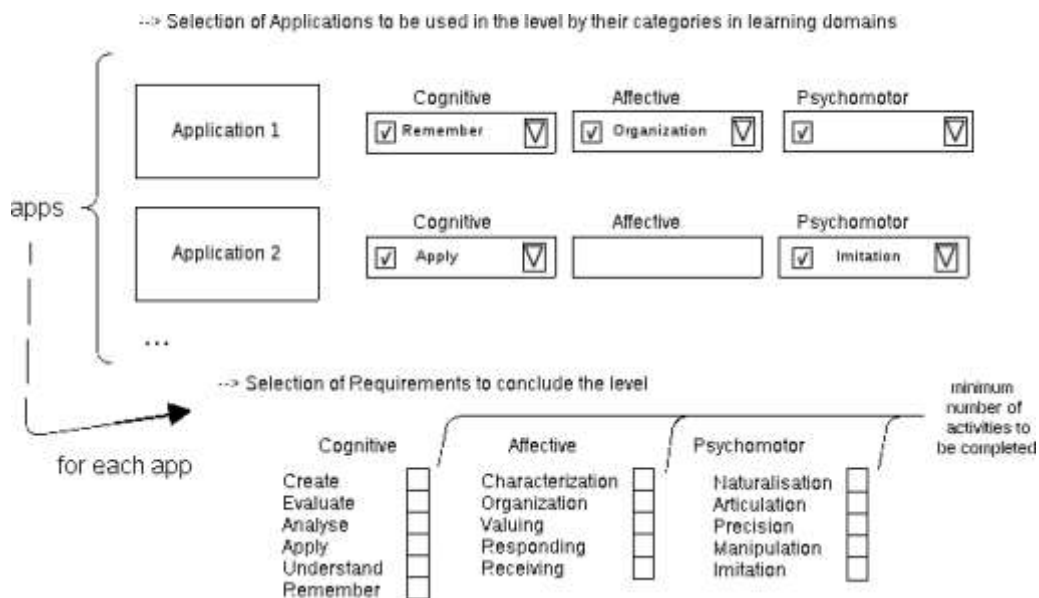 --> Selection of Applications to be used in the level by their categories in learning domains
Cognitive Affective Psychomotor
Application 1 Remember Organization
apps
Cognitive Affective Psychomotor
Application 2 Apply Imitation
...
--> Selection of Requirements to conclude the level
minimum
number of
activities to
be completed
for each app
Cognitive Affective Psychomotor
Create Characterization Naturalisation
Evaluate Organization Articulation
Analyse Valuing Precision
Apply Responding Manipulation
Understand Receiving Imitation
Remember